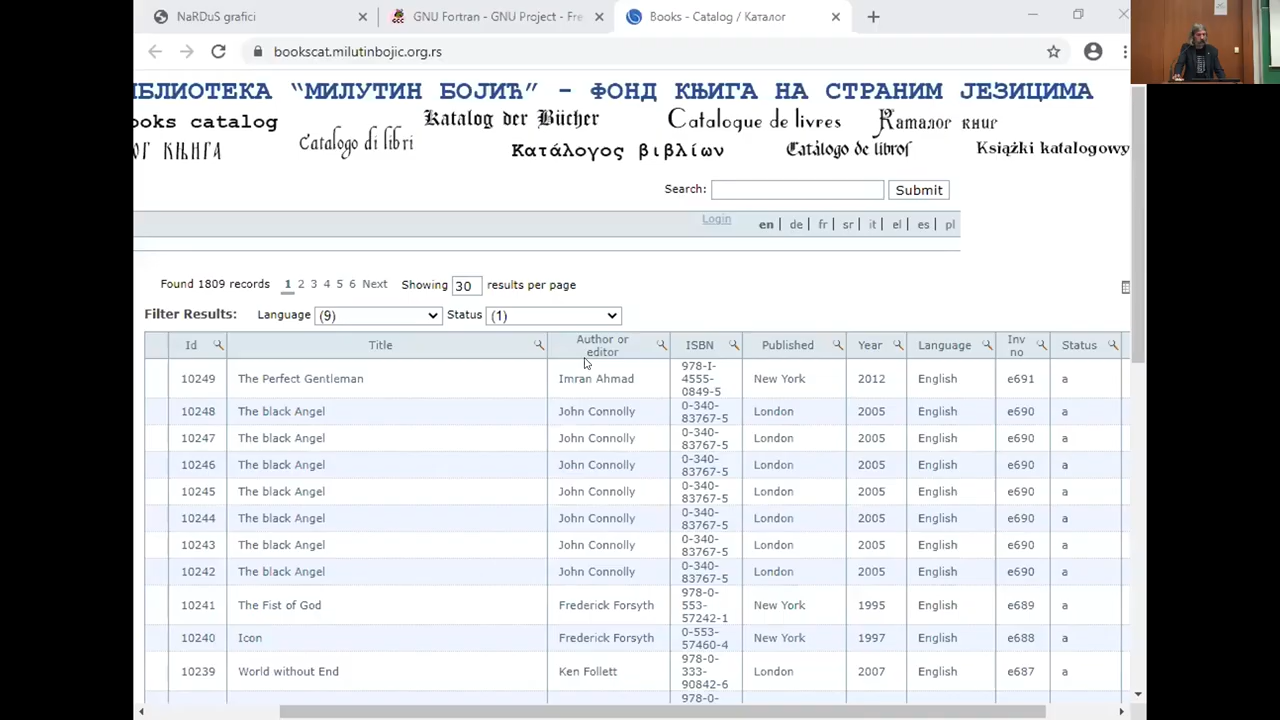 NaRDuS grafici
GNU Fortran - GNU Project - Fre
Books - Catalog / Каталог
bookscat.milutinbojic.org.rs
БЛИОТЕКА “МИЛУТИН БОЈИЋ” - ФОНД КЊИГА НА СТРАНИМ ЈЕЗИЦИМА
ooks catalog
Katalog der Bücher
Catalogue de livres
Каталог книг
ОГ КЊИГА
Catalogo di libri
Κατάλογος βιβλίων
Catálogo de libros
Książki katalogowy
Search: Submit
Login en | de | fr | sr | it | el | es | pl
Found 1809 records 1 2 3 4 5 6 Next Showing 30 results per page
Filter Results: Language (9) Status (1)
Id Title Author or editor ISBN Published Year Language Inv no Status
10249 The Perfect Gentleman Imran Ahmad 978-I-4555-0849-5 New York 2012 English e691 a
10248 The black Angel John Connolly 0-340-83767-5 London 2005 English e690 a
10247 The black Angel John Connolly 0-340-83767-5 London 2005 English e690 a
10246 The black Angel John Connolly 0-340-83767-5 London 2005 English e690 a
10245 The black Angel John Connolly 0-340-83767-5 London 2005 English e690 a
10244 The black Angel John Connolly 0-340-83767-5 London 2005 English e690 a
10243 The black Angel John Connolly 0-340-83767-5 London 2005 English e690 a
10242 The black Angel John Connolly 0-340-83767-5 London 2005 English e690 a
10241 The Fist of God Frederick Forsyth 978-0-553-57242-1 New York 1995 English e689 a
10240 Icon Frederick Forsyth 0-553-57460-4 New York 1997 English e688 a
10239 World without End Ken Follett 978-0-333-90842-6 London 2007 English e687 a
978-0-